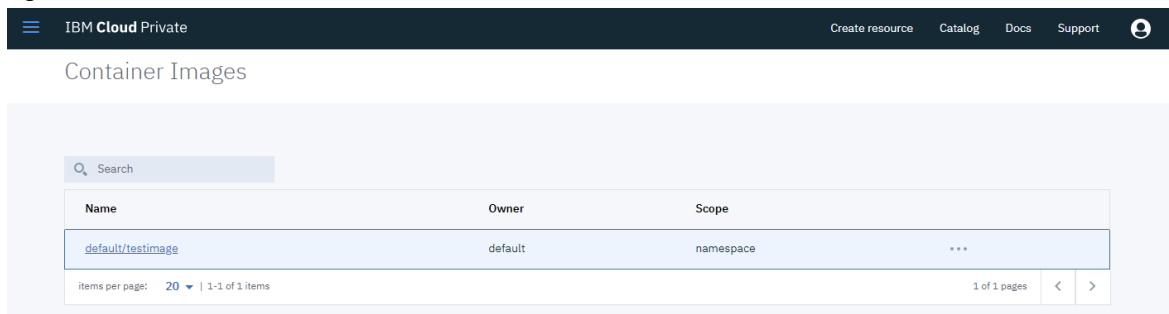 IBM Cloud Private Create resource Catalog Docs Support
Container Images
Search
Name Owner Scope
default/testimage default namespace
items per page: 20 | 1-1 of 1 items 1 of 1 pages